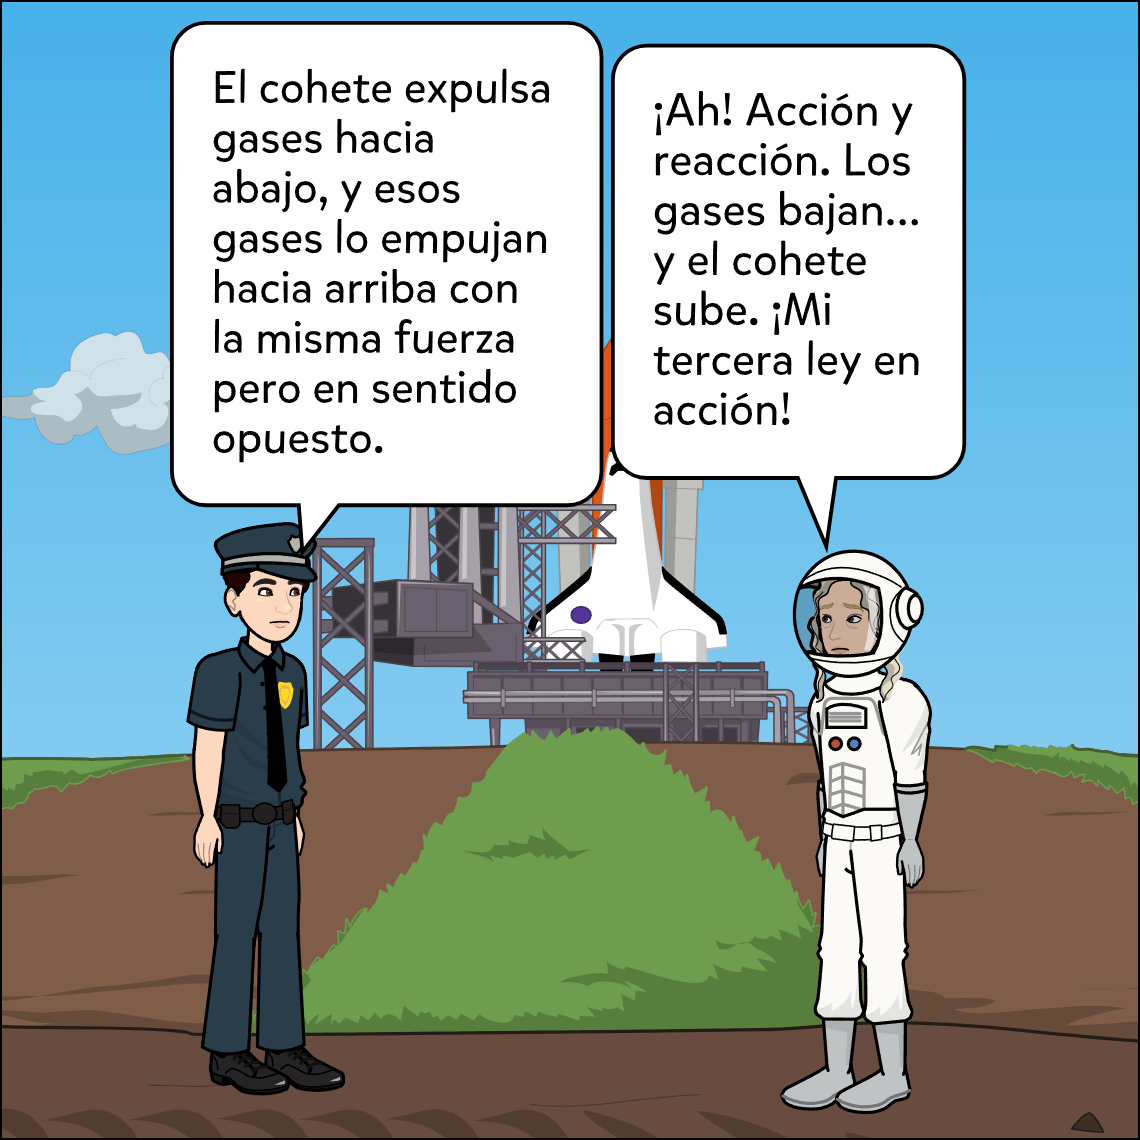 El cohete expulsa
gases hacia
abajo, y esos
gases lo empujan
hacia arriba con
la misma fuerza
pero en sentido
opuesto.
¡Ah! Acción y
reacción. Los
gases bajan...
y el cohete
sube. ¡Mi
tercera ley en
acción!